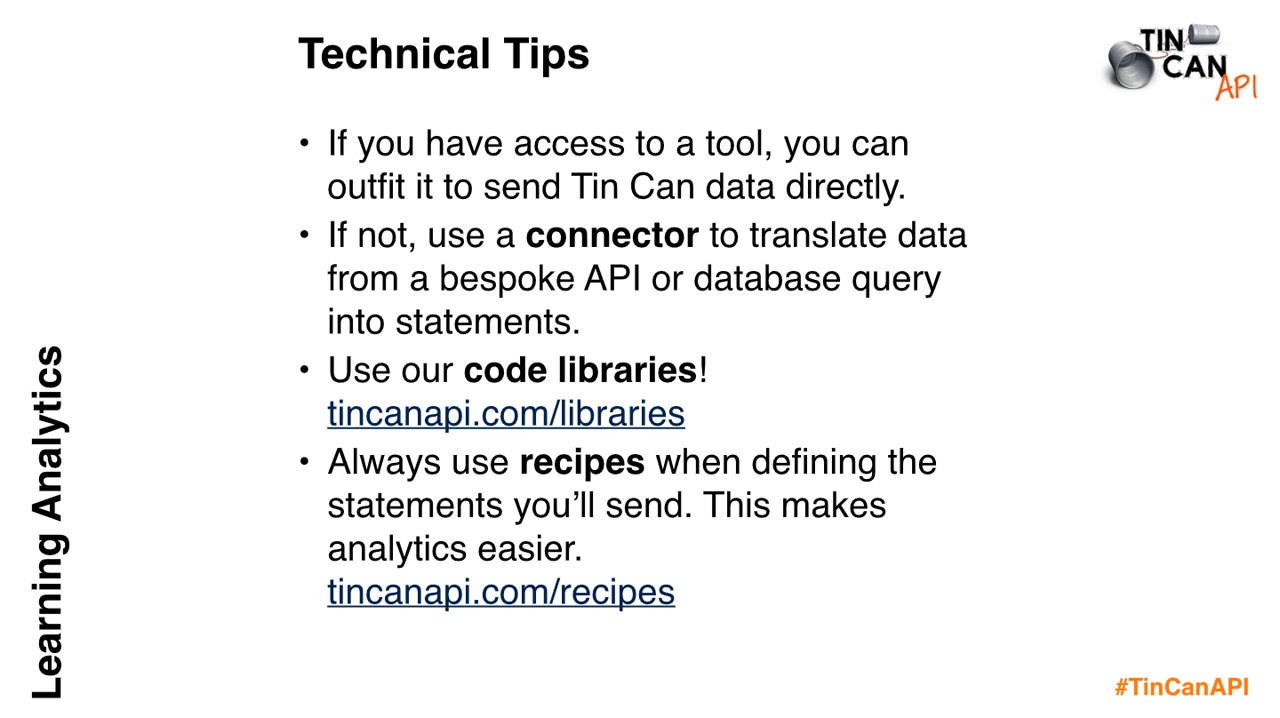 Technical Tips
TIN
CAN
API
• If you have access to a tool, you can
outfit it to send Tin Can data directly.
• If not, use a connector to translate data
from a bespoke API or database query
into statements.
• Use our code libraries!
tincanapi.com/libraries
• Always use recipes when defining the
statements you’ll send. This makes
analytics easier.
tincanapi.com/recipes
Learning Analytics
#TinCanAPI